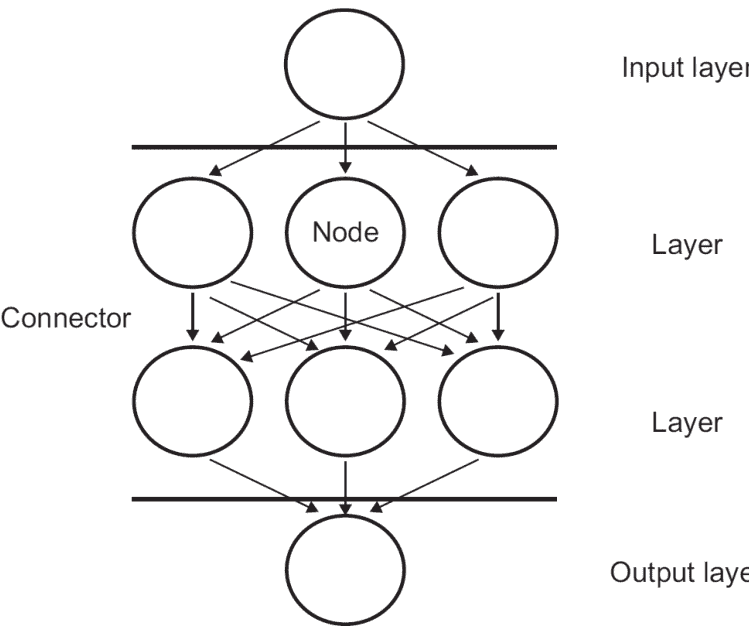 Input layer
Node
Layer
Connector
Layer
Output laye